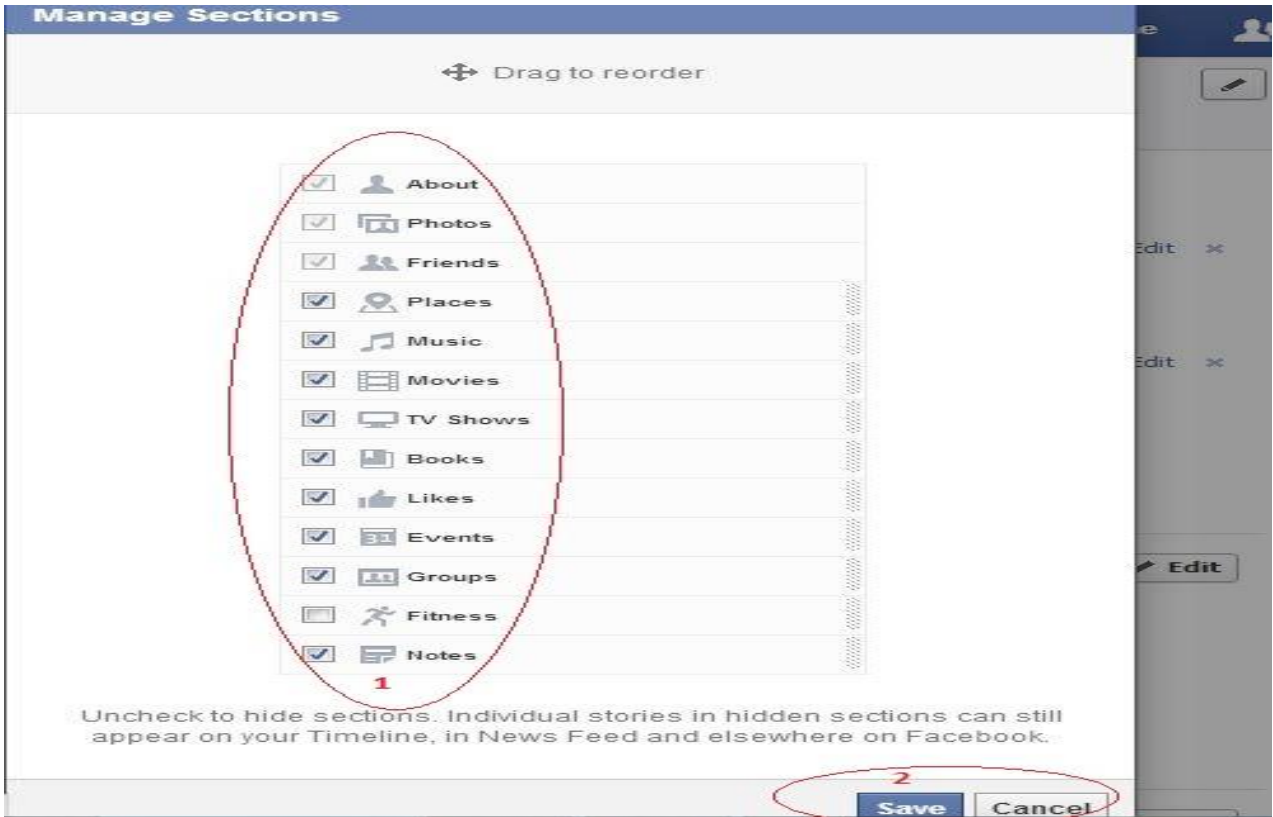 Manage Sections
e
Drag to reorder
About
Photos
Friends
Edit
Places
Music
Edit
Movies
TV Shows
Books
Likes
31 Events
Edit
Groups
Fitness
Notes
1
Uncheck to hide sections. Individual stories in hidden sections can still
appear on your Timeline, in News Feed and elsewhere on Facebook.
2
Save Cancel